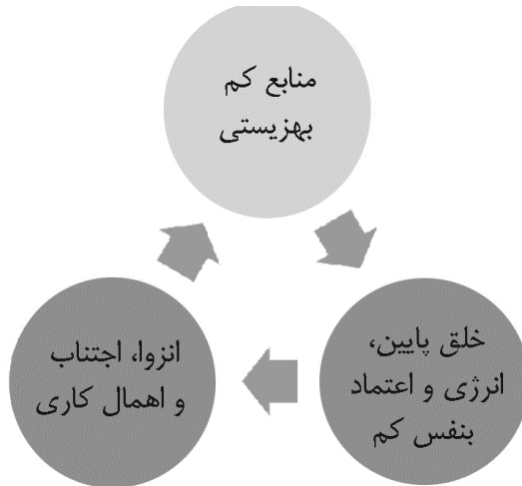 منابع کم
بهزیستی
خلق پایین،
انرژی و اعتماد
بنفس کم
انزوا، اجتناب
و اهمال کاری